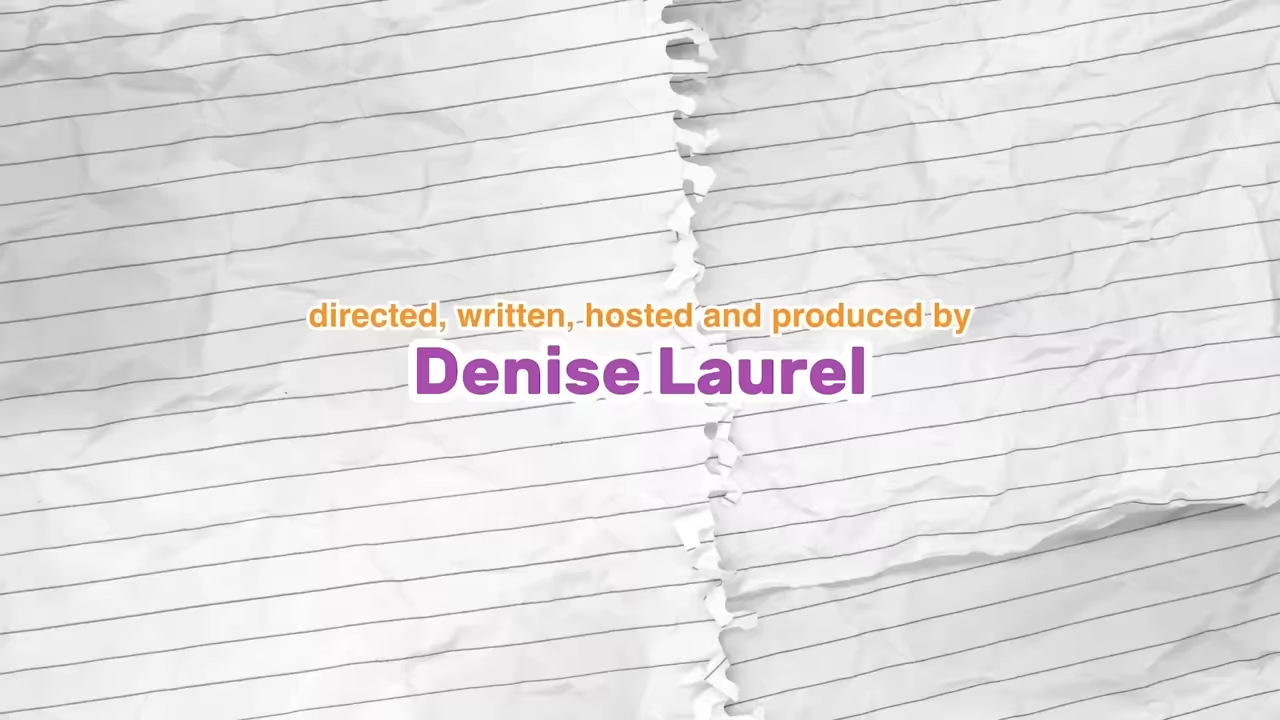 directed, written, hosted and produced by
Denise Laurel